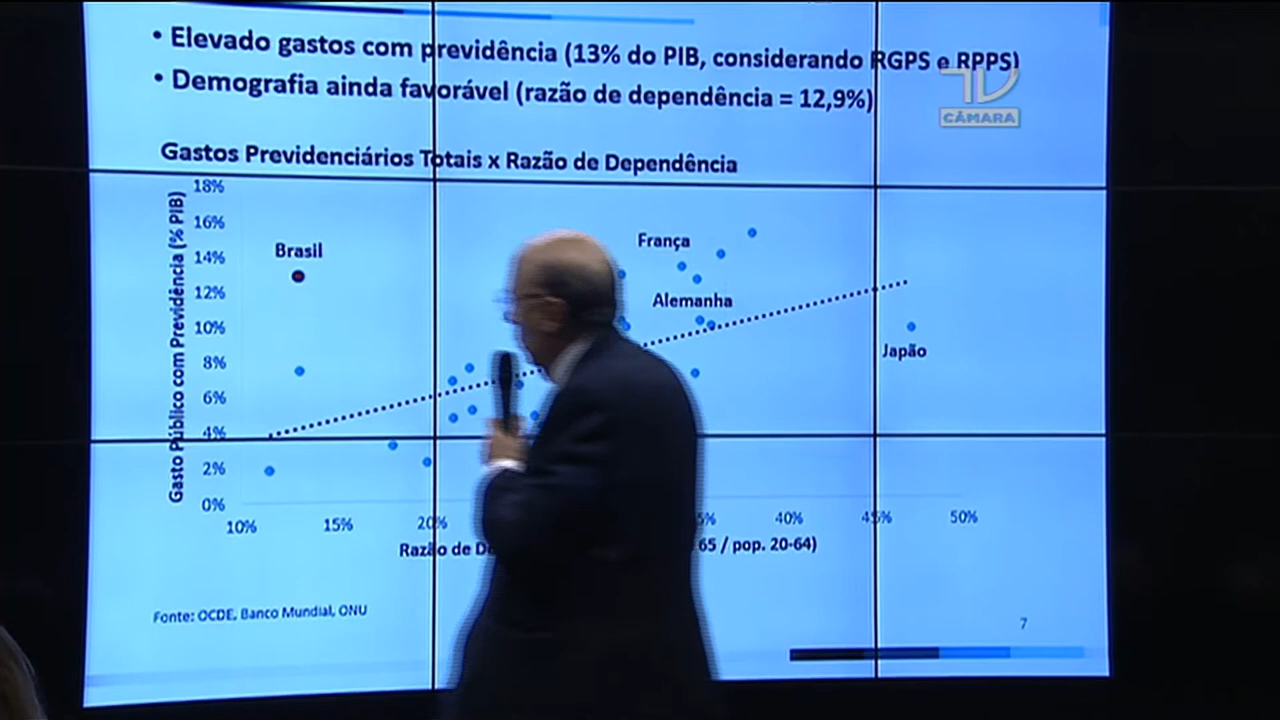 • Elevado gastos com previdência (13% do PIB, considerando RGPS e RPPS)
• Demografia ainda favorável (razão de dependência = 12,9%)
TV
CÂMARA
Gastos Previdenciários Totais x Razão de Dependência
Gasto Público com Previdência (% PIB)
18%
16%
14%
12%
10%
8%
6%
4%
2%
0%
Brasil
França
Alemanha
Japão
10% 15% 20% 40% 45% 50%
Razão de 65 / pop. 20-64)
Fonte: OCDE, Banco Mundial, ONU
7